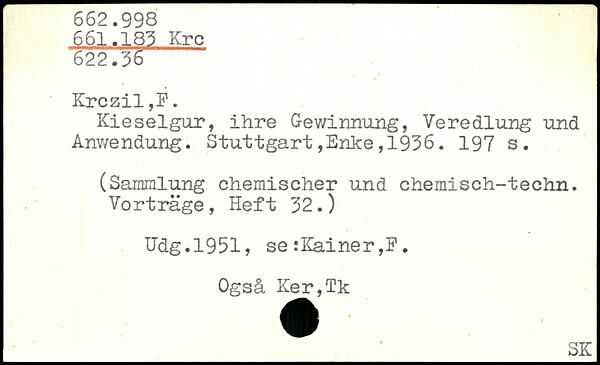 662.998
661.183 Krc
622.36
Krczil,F.
Kieselgur, ihre Gewinnung, Veredlung und
Anwendung. Stuttgart,Enke,1936. 197 s.
(Sammlung chemischer und chemisch-techn.
Vorträge, Heft 32.)
Udg.1951, se:Kainer,F.
Også Ker,Tk
SK